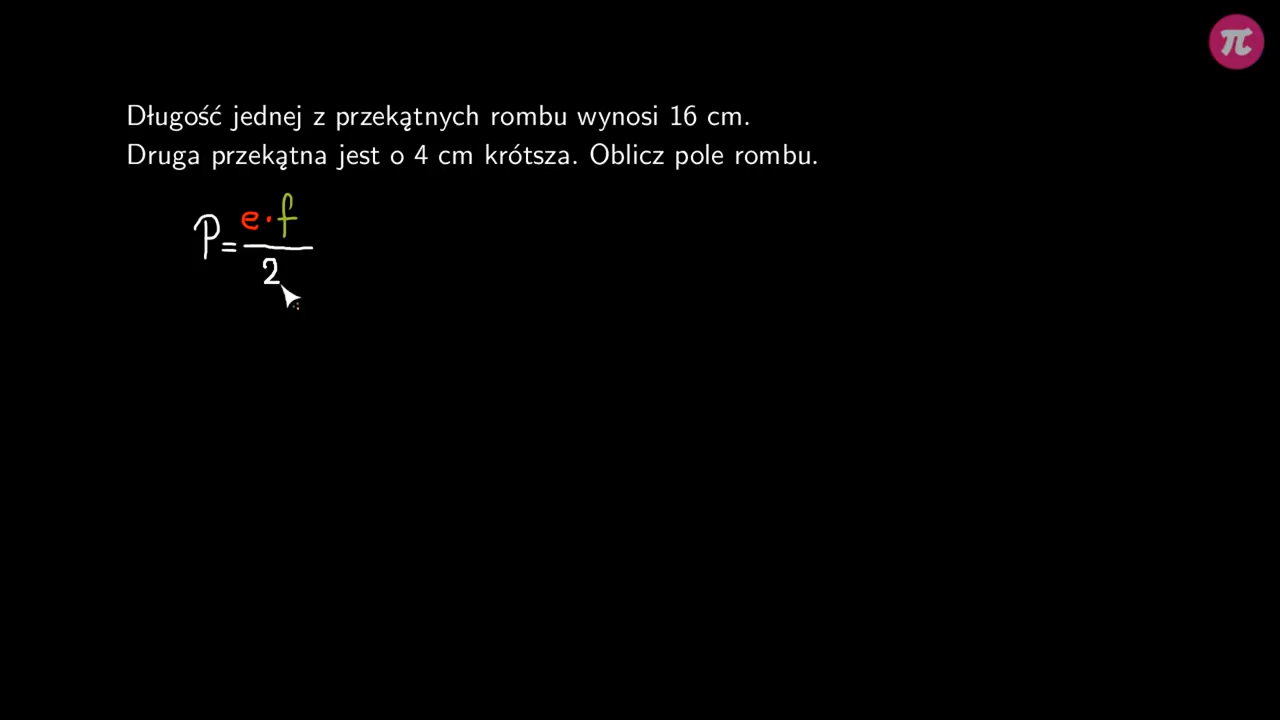 Długość jednej z przekątnych rombu wynosi 16 cm.
Druga przekątna jest o 4 cm krótsza. Oblicz pole rombu.
P = e · f / 2
π